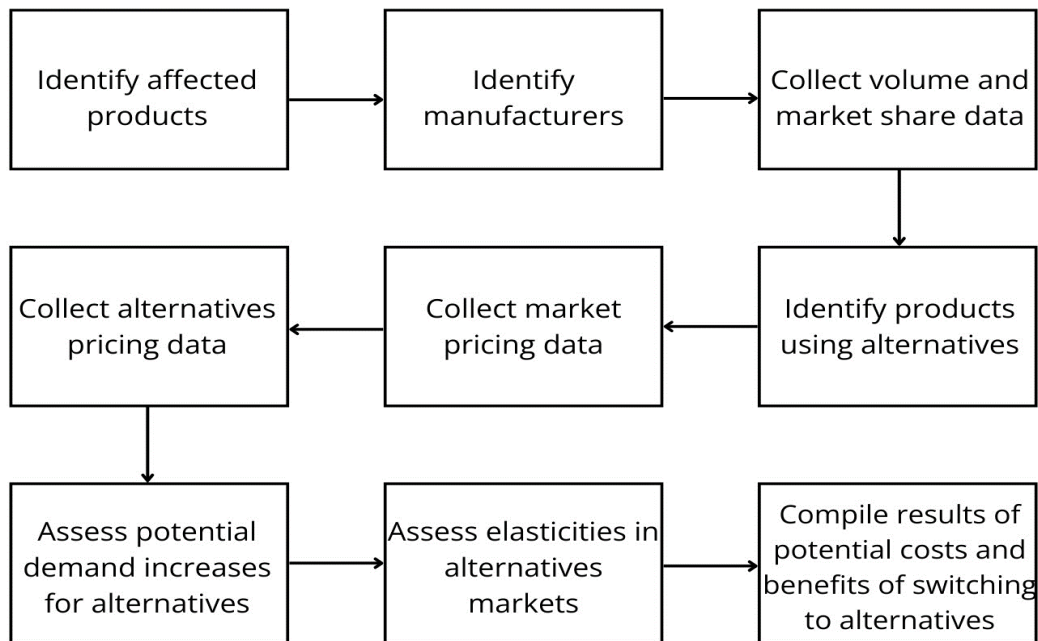 Identify affected
products
Identify
manufacturers
Collect volume and
market share data
Identify products
using alternatives
Collect market
pricing data
Collect alternatives
pricing data
Assess potential
demand increases
for alternatives
Assess elasticities in
alternatives
markets
Compile results of
potential costs and
benefits of switching
to alternatives